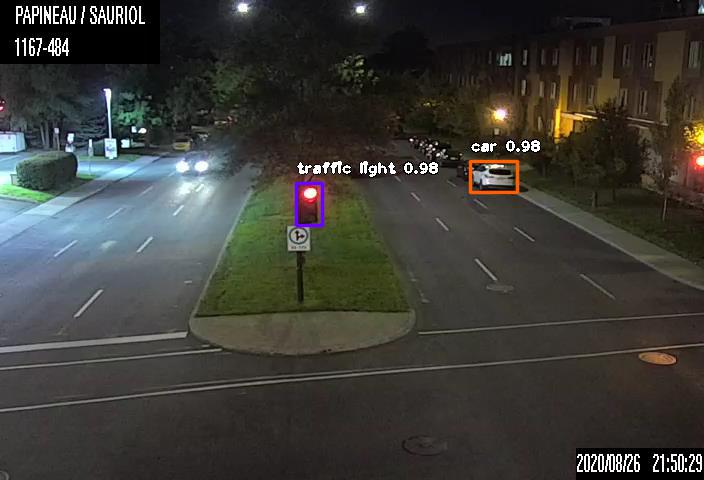 PAPINEAU / SAURIOL
1167-484
car 0.98
traffic light 0.98
2020/08/26 21:50:29